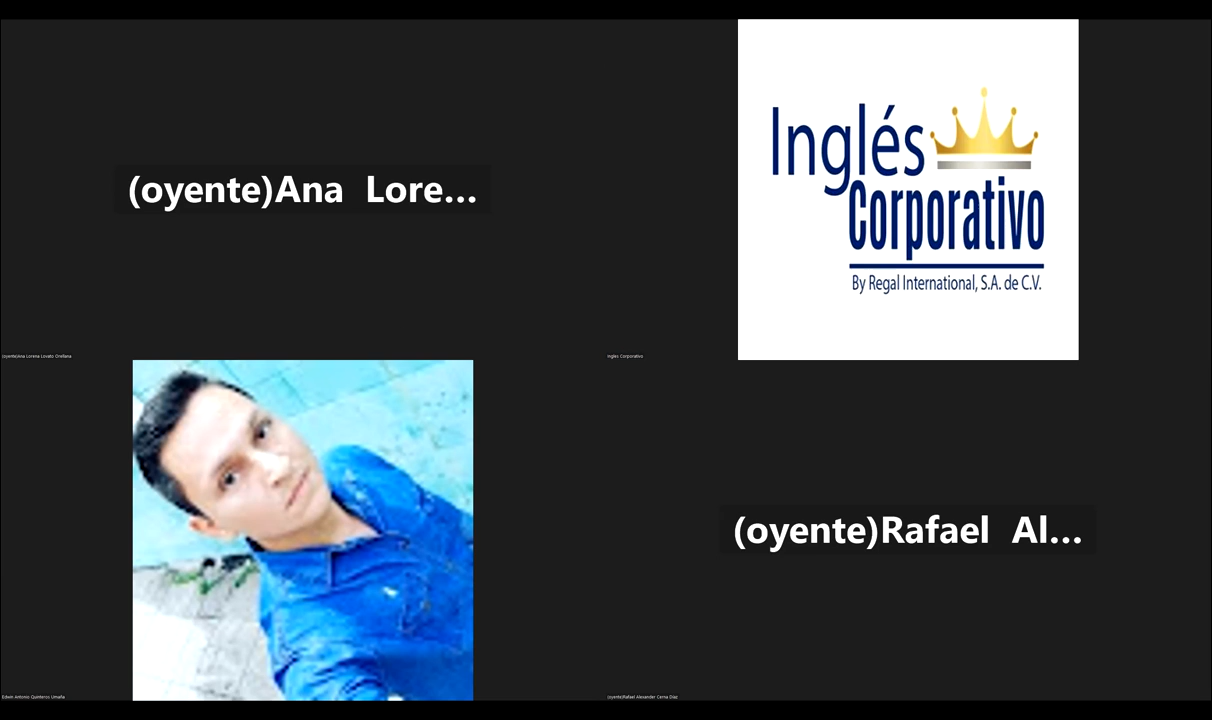 (oyente)Ana Lore...
Inglés
Corporativo
By Regal International, S.A. de C.V.
(oyente)Ana Lorena Lovato Orellana
Inglés Corporativo
(oyente)Rafael Al...
Edwin Antonio Quinteros Umaña
(oyente)Rafael Alexander Cerna Díaz